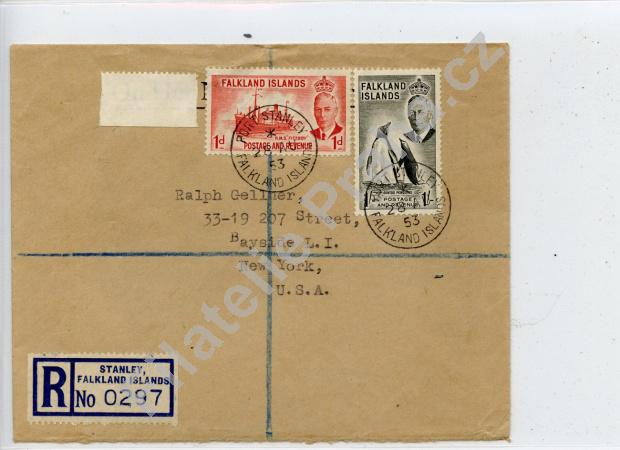 FALKLAND ISLANDS
1d
1d
POSTAGE AND REVENUE
FALKLAND
ISLANDS
1/-
POSTAGE
AND REVENUE
PORT STANLEY
53
FALKLAND ISLANDS
STANLEY
53
FALKLAND ISLANDS
Ralph Gellner,
33-19 207 Street,
Bayside L. I.
New York,
U.S.A.
R
STANLEY,
FALKLAND ISLANDS
No 0297